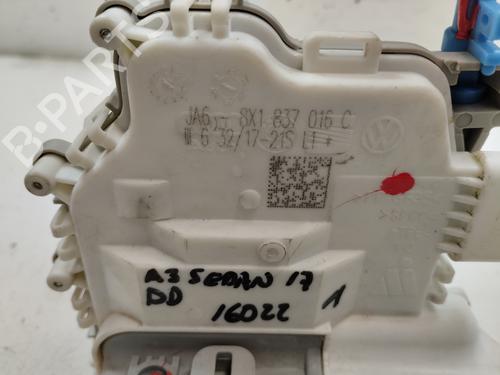 JA6 8X1 837 016 C
6 32/17-21S L1 +
A3 SEDAN 17
DD
16022 1
B-PARTS